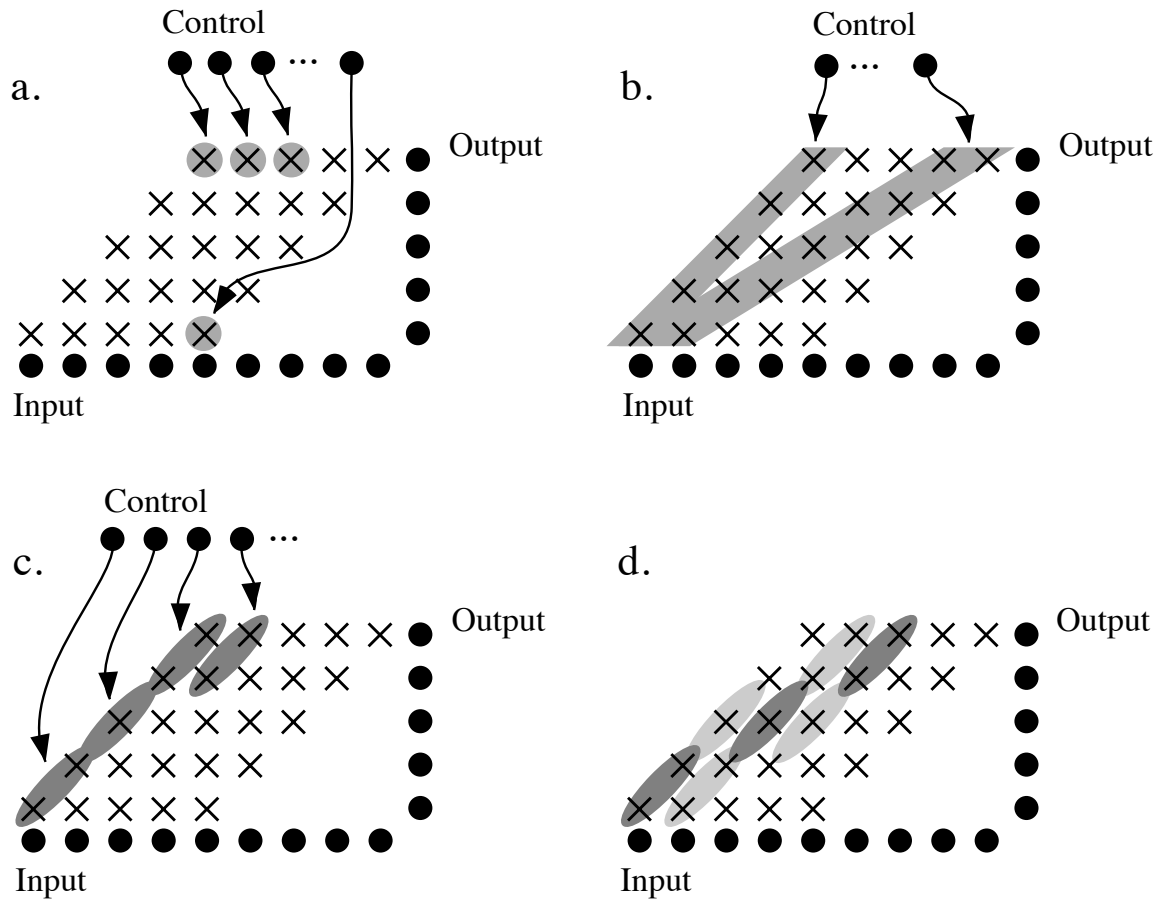 Control
a.
...
Output
Input
Control
b.
...
Output
Input
Control
c.
...
Output
Input
d.
Output
Input